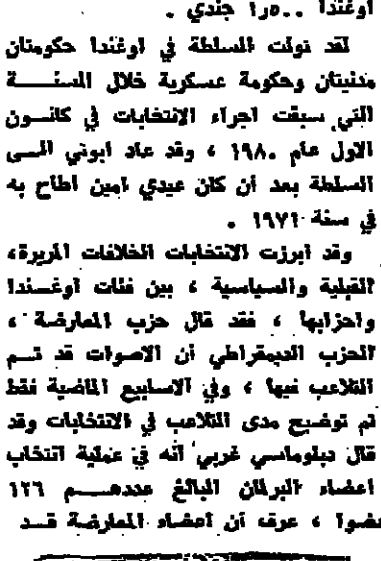 اوغندا ..٥ر١ جندي .
لقد تولت السلطة في اوغندا حكومتان
مدنيتان وحكومة عسكرية خلال السنة
التي سبقت اجراء الانتخابات في كانون
الاول عام ١٩٨٠ ، وقد عاد ابوتي الى
السلطة بعد أن كان عيدي امين اطاح به
في سنة ١٩٧١ .
وقد ابرزت الانتخابات الخلافات المريرة،
القبلية والسياسية ، بين فئات اوغندا
واحزابها ، فقد قال حزب المعارضة ،
الحزب الديمقراطي أن الاصوات قد تم
التلاعب فيها ، وفي الاسابيع الماضية فقط
تم توضيح مدى التلاعب في الانتخابات وقد
قال دبلوماسي غربي أنه في عملية انتخاب
اعضاء البرلمان البالغ عددهم ١٢٦
عضوا ، عرف أن اعضاء المعارضة قد